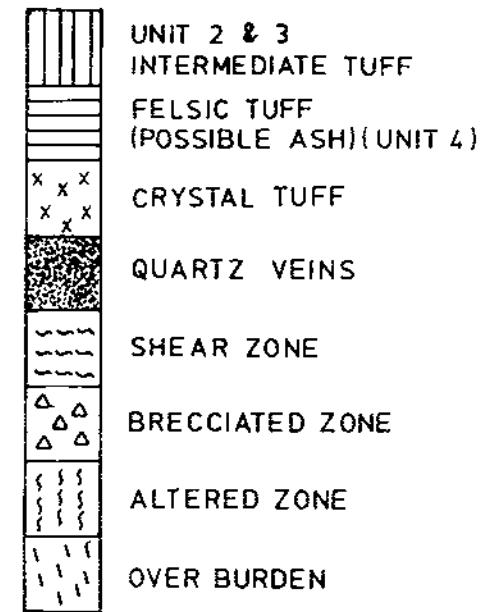 UNIT 2 & 3
INTERMEDIATE TUFF
FELSIC TUFF
(POSSIBLE ASH)(UNIT 4)
CRYSTAL TUFF
QUARTZ VEINS
SHEAR ZONE
BRECCIATED ZONE
ALTERED ZONE
OVER BURDEN